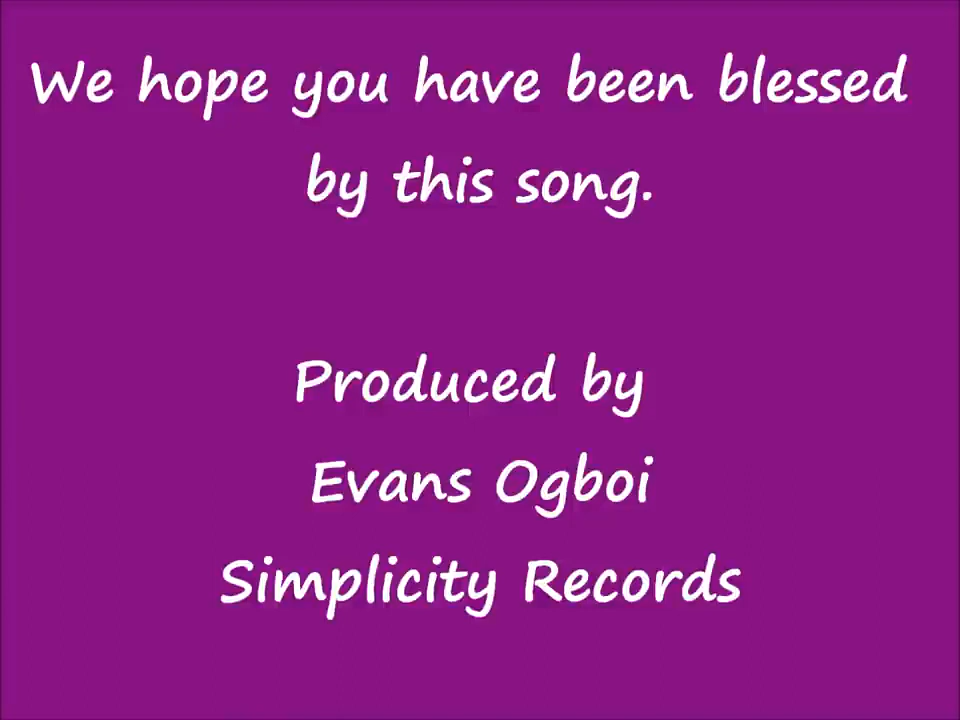 We hope you have been blessed
by this song.
Produced by
Evans Ogboi
Simplicity Records